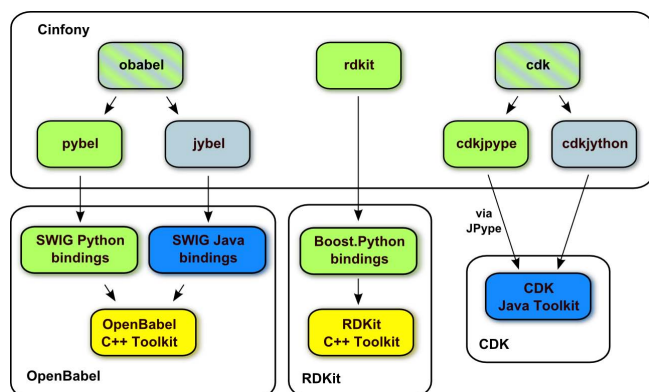 Cinfony
obabel
rdkit
cdk
pybel
jybel
cdkjpype
cdkjython
via
JPype
SWIG Python
bindings
SWIG Java
bindings
Boost.Python
bindings
CDK
Java Toolkit
OpenBabel
C++ Toolkit
RDKit
C++ Toolkit
CDK
OpenBabel
RDKit